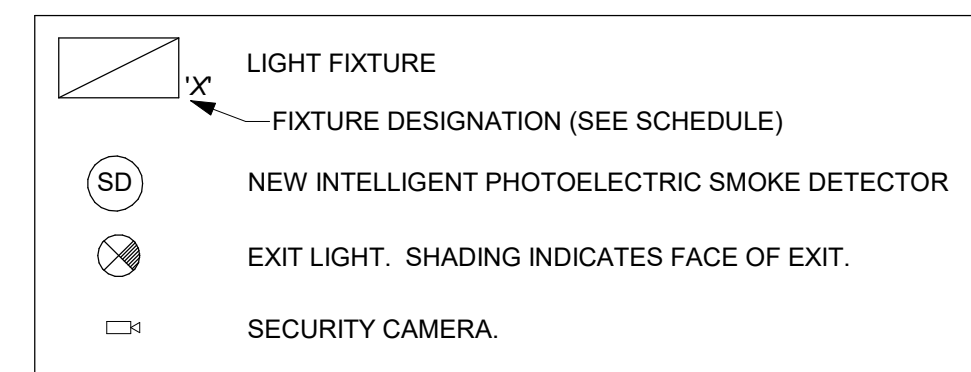 LIGHT FIXTURE
'X'
FIXTURE DESIGNATION (SEE SCHEDULE)
SD NEW INTELLIGENT PHOTOELECTRIC SMOKE DETECTOR
EXIT LIGHT. SHADING INDICATES FACE OF EXIT.
SECURITY CAMERA.